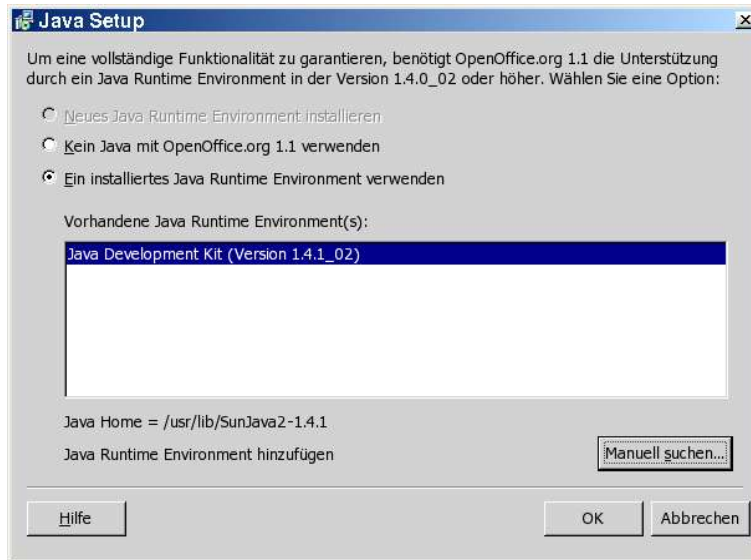 Java Setup
Um eine vollständige Funktionalität zu garantieren, benötigt OpenOffice.org 1.1 die Unterstützung
durch ein Java Runtime Environment in der Version 1.4.0_02 oder höher. Wählen Sie eine Option:
Neues Java Runtime Environment installieren
Kein Java mit OpenOffice.org 1.1 verwenden
Ein installiertes Java Runtime Environment verwenden
Vorhandene Java Runtime Environment(s):
Java Development Kit (Version 1.4.1_02)
Java Home = /usr/lib/SunJava2-1.4.1
Java Runtime Environment hinzufügen
Manuell suchen...
Hilfe
OK
Abbrechen